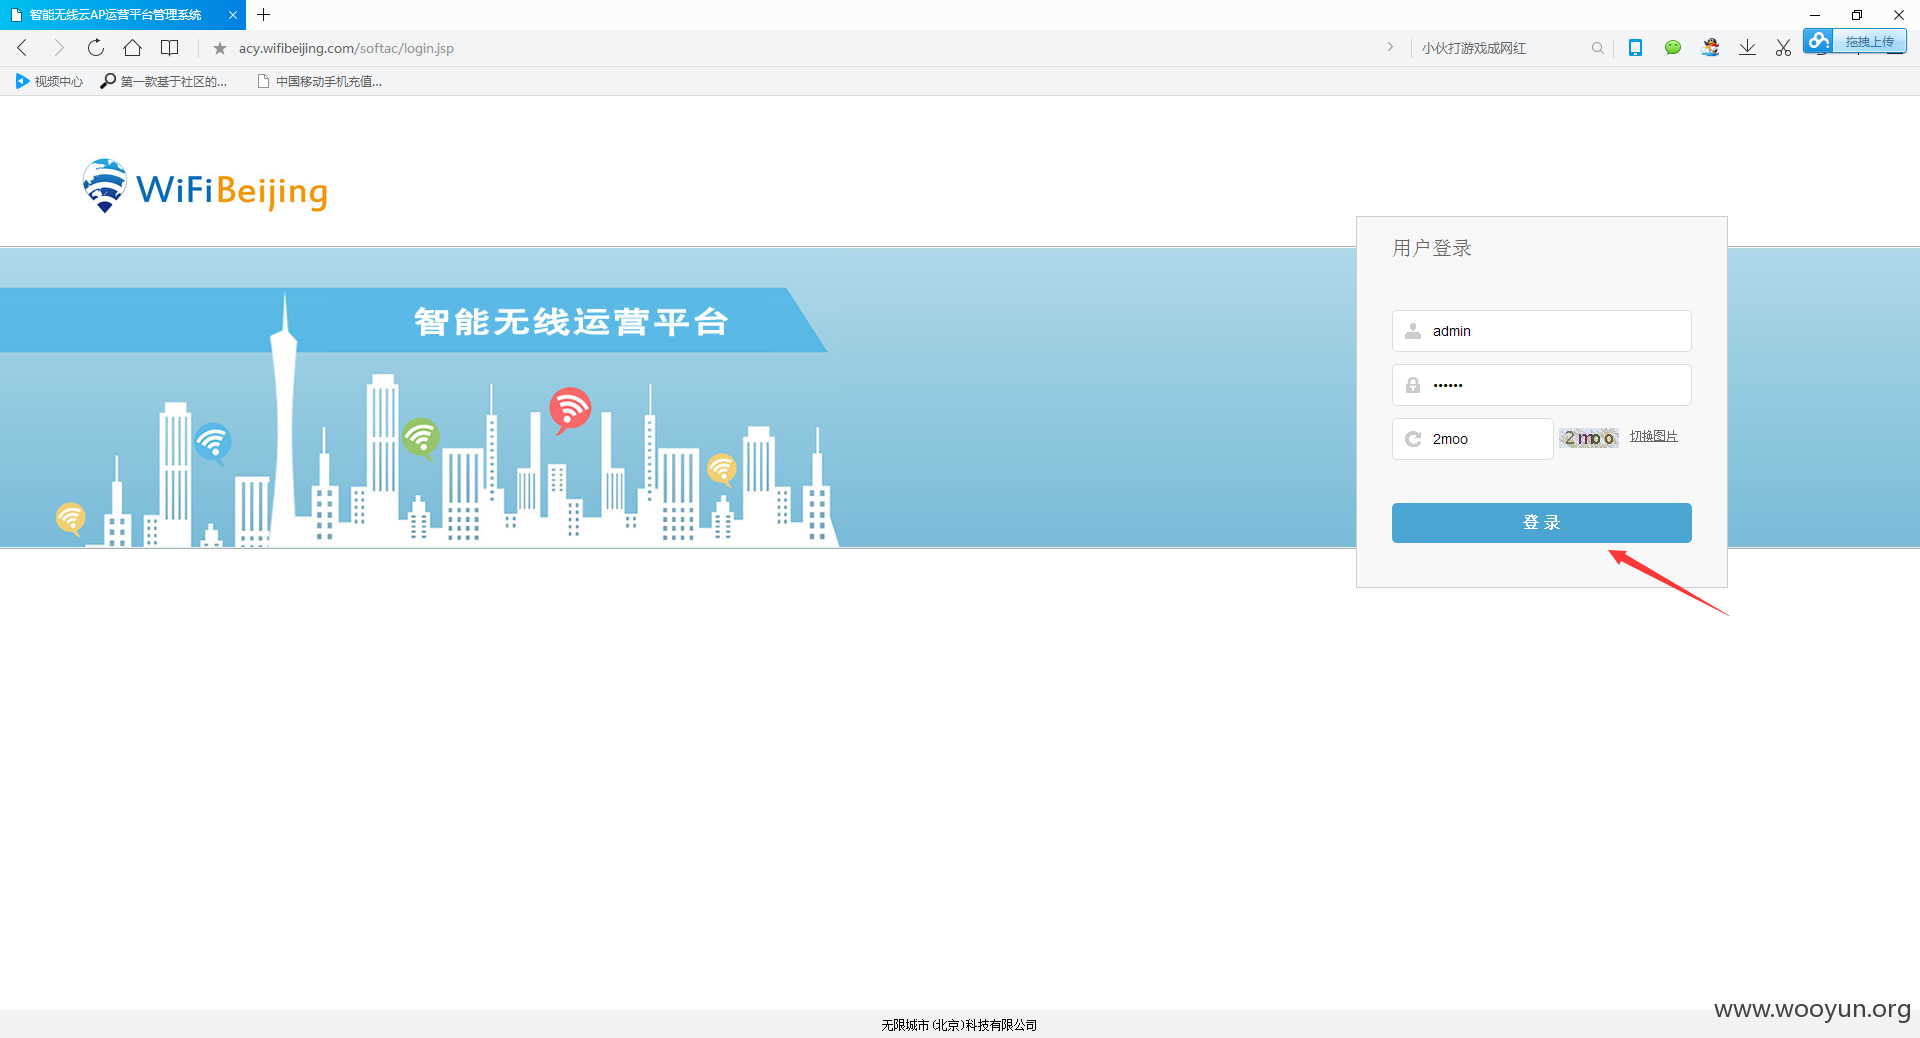 智能无线云AP运营平台管理系统
acy.wifibeijing.com/softac/login.jsp
小伙打游戏成网红
拖拽上传
视频中心
第一款基于社区的...
中国移动手机充值...
WiFiBeijing
用户登录
智能无线运营平台
admin
••••••
2moo
2moo
切换图片
登 录
www.wooyun.org
无限城市(北京)科技有限公司